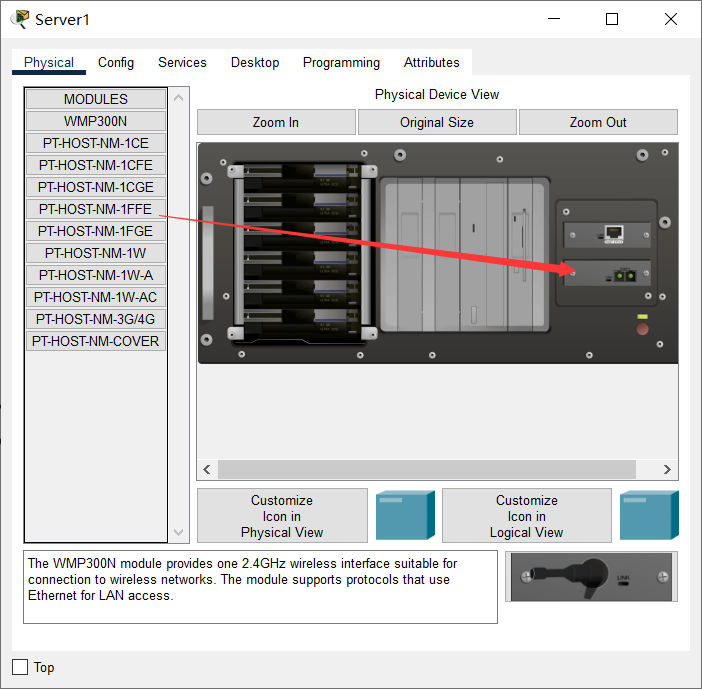 Server1
Physical
Config
Services
Desktop
Programming
Attributes
MODULES
WMP300N
PT-HOST-NM-1CE
PT-HOST-NM-1CFE
PT-HOST-NM-1CGE
PT-HOST-NM-1FFE
PT-HOST-NM-1FGE
PT-HOST-NM-1W
PT-HOST-NM-1W-A
PT-HOST-NM-1W-AC
PT-HOST-NM-3G/4G
PT-HOST-NM-COVER
Physical Device View
Zoom In
Original Size
Zoom Out
Customize
Icon in
Physical View
Customize
Icon in
Logical View
The WMP300N module provides one 2.4GHz wireless interface suitable for
connection to wireless networks. The module supports protocols that use
Ethernet for LAN access.
LINK
Top